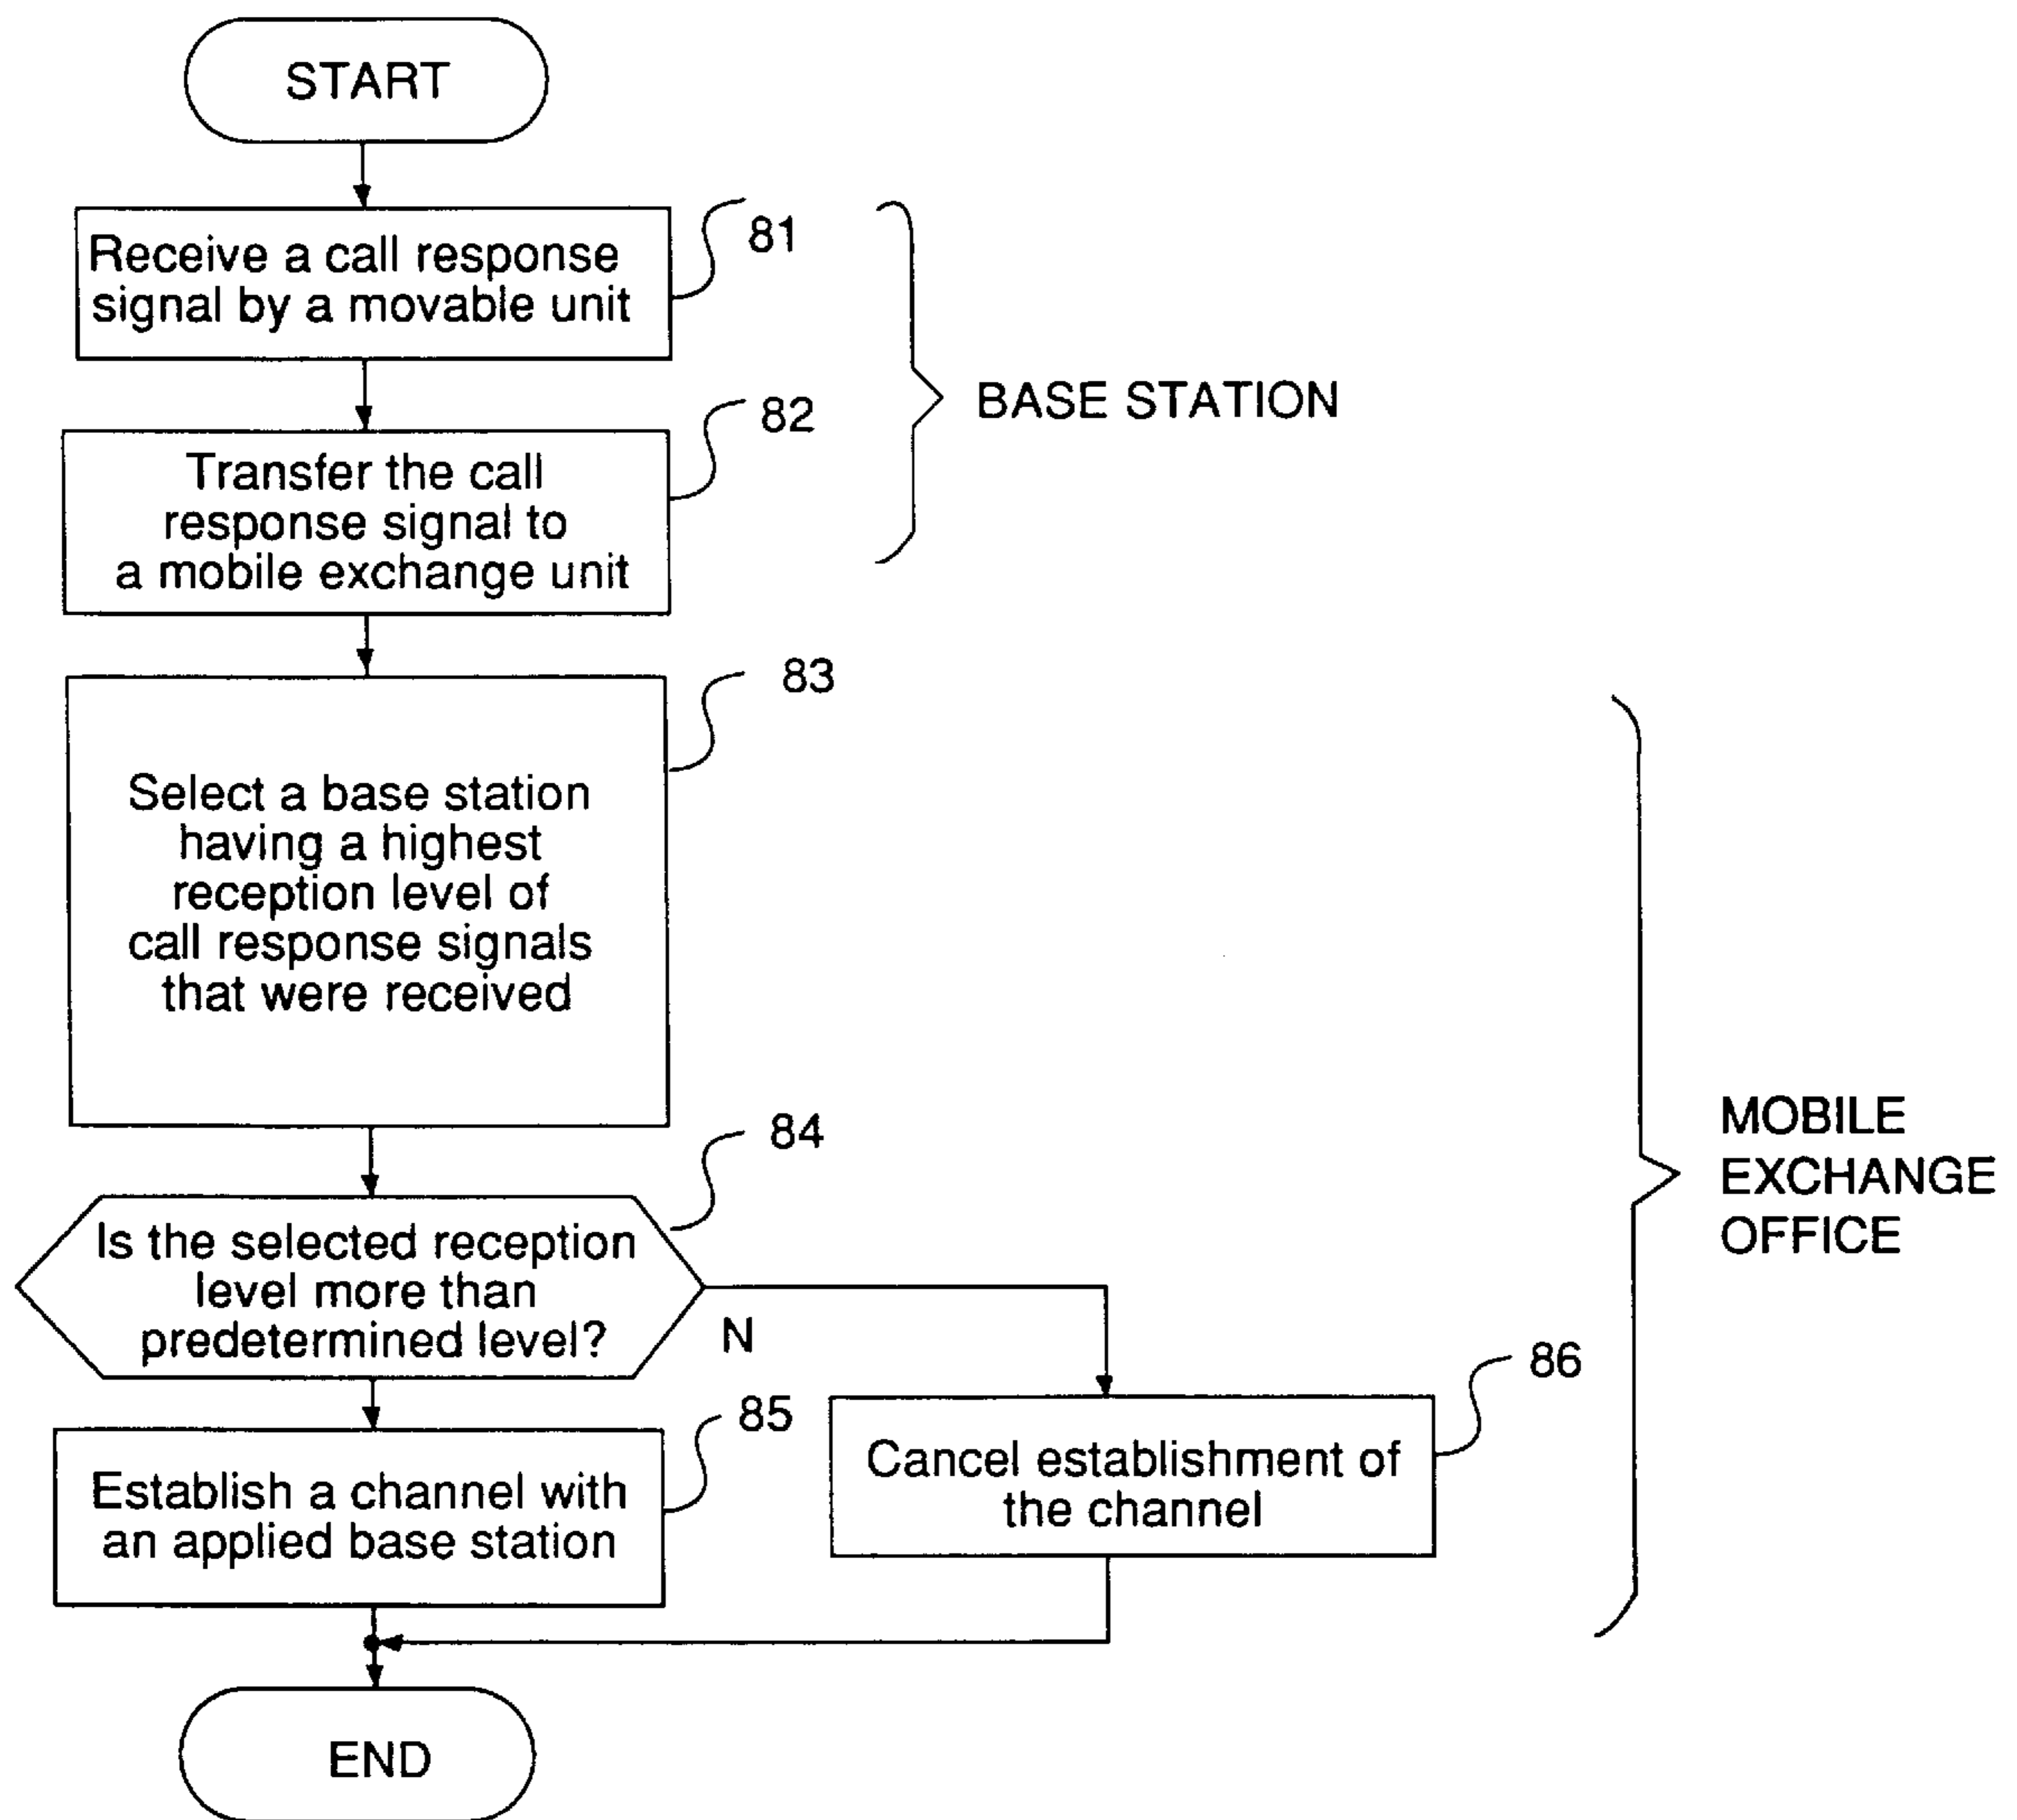 START
Receive a call response
signal by a movable unit
81
Transfer the call
response signal to
a mobile exchange unit
82
BASE STATION
Select a base station
having a highest
reception level of
call response signals
that were received
83
Is the selected reception
level more than
predetermined level?
84
N
Establish a channel with
an applied base station
85
Cancel establishment of
the channel
86
MOBILE
EXCHANGE
OFFICE
END